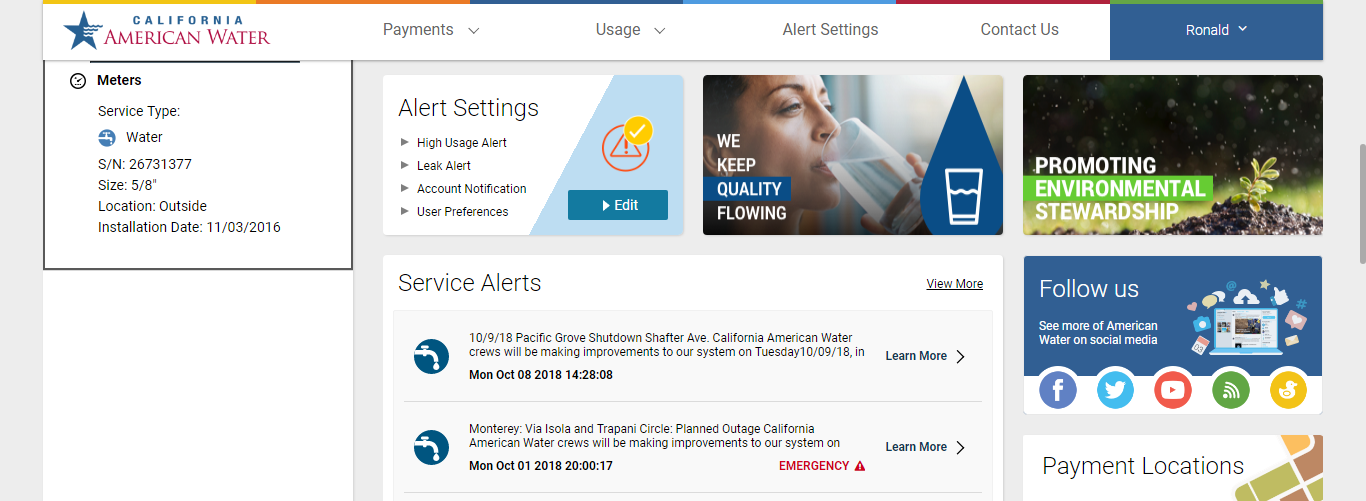 CALIFORNIA
AMERICAN WATER
Payments
Usage
Alert Settings
Contact Us
Ronald
Meters
Service Type:
Water
S/N: 26731377
Size: 5/8"
Location: Outside
Installation Date: 11/03/2016
Alert Settings
High Usage Alert
Leak Alert
Account Notification
User Preferences
Edit
WE
KEEP
QUALITY
FLOWING
PROMOTING
ENVIRONMENTAL
STEWARDSHIP
Service Alerts
View More
10/9/18 Pacific Grove Shutdown Shafter Ave. California American Water
crews will be making improvements to our system on Tuesday10/09/18, in
Mon Oct 08 2018 14:28:08
Learn More
Monterey: Via Isola and Trapani Circle: Planned Outage California
American Water crews will be making improvements to our system on
Mon Oct 01 2018 20:00:17
EMERGENCY
Learn More
Follow us
See more of American
Water on social media
Payment Locations